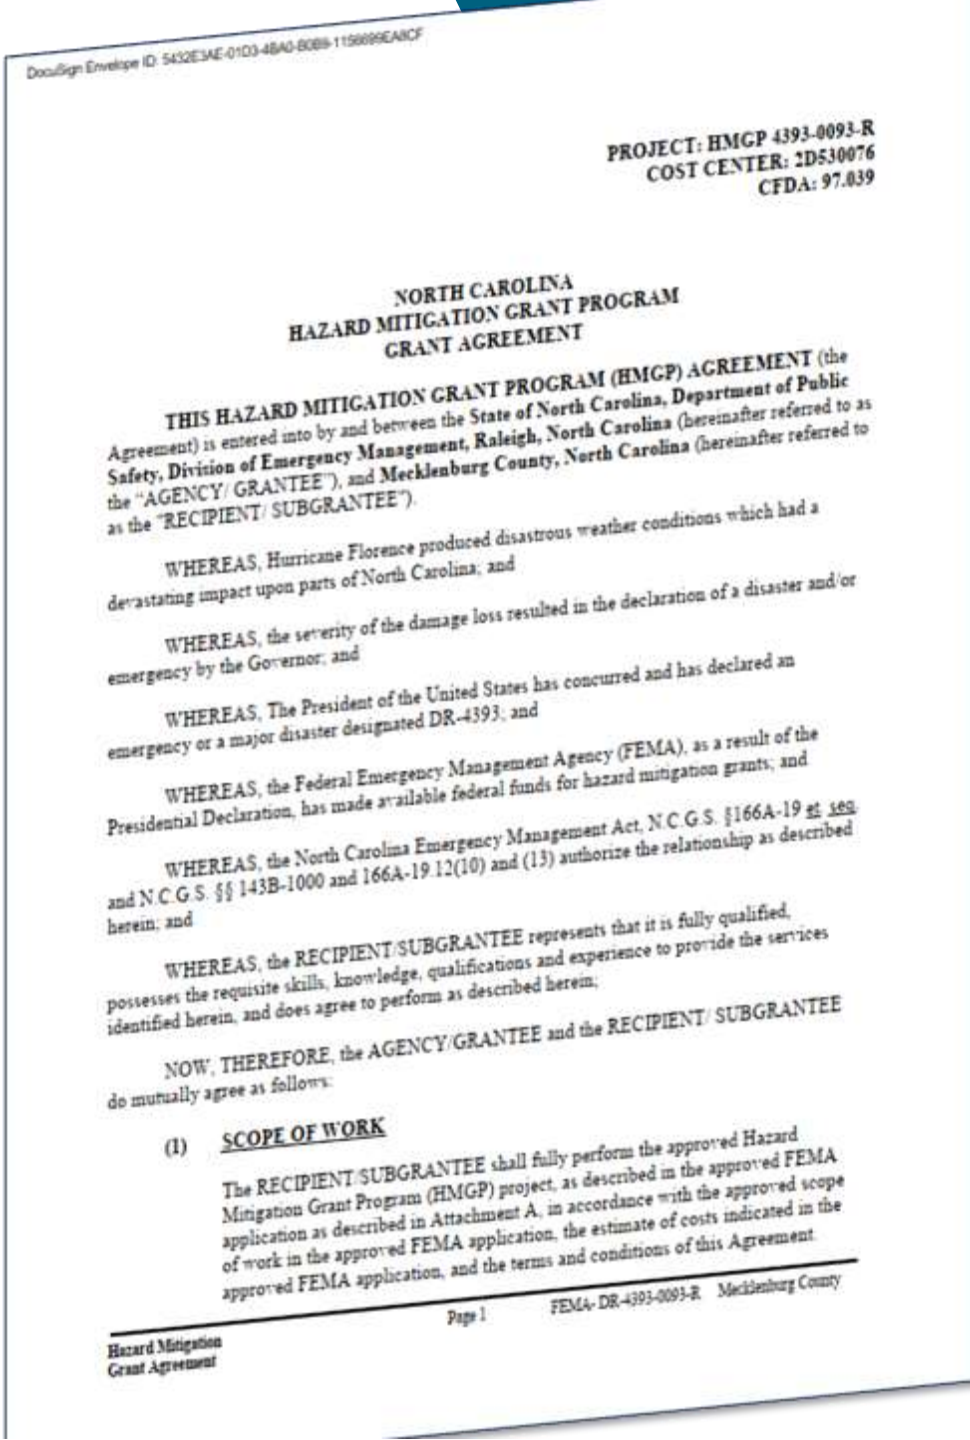 DocuSign Envelope ID: 5432E3AE-01D3-4BA0-B0B9-1156699EA8CF
PROJECT: HMGP 4393-0093-R
COST CENTER: 2D530076
CFDA: 97.039
NORTH CAROLINA
HAZARD MITIGATION GRANT PROGRAM
GRANT AGREEMENT
THIS HAZARD MITIGATION GRANT PROGRAM (HMGP) AGREEMENT (the
Agreement) is entered into by and between the State of North Carolina, Department of Public
Safety, Division of Emergency Management, Raleigh, North Carolina (hereinafter referred to as
the "AGENCY/ GRANTEE"), and Mecklenburg County, North Carolina (hereinafter referred to
as the "RECIPIENT/ SUBGRANTEE").
WHEREAS, Hurricane Florence produced disastrous weather conditions which had a
devastating impact upon parts of North Carolina; and
WHEREAS, the severity of the damage loss resulted in the declaration of a disaster and/or
emergency by the Governor; and
WHEREAS, The President of the United States has concurred and has declared an
emergency or a major disaster designated DR-4393; and
WHEREAS, the Federal Emergency Management Agency (FEMA), as a result of the
Presidential Declaration, has made available federal funds for hazard mitigation grants; and
WHEREAS, the North Carolina Emergency Management Act, N.C.G.S. §166A-19 et. seq.
and N.C.G.S. §§ 143B-1000 and 166A-19.12(10) and (13) authorize the relationship as described
herein; and
WHEREAS, the RECIPIENT/SUBGRANTEE represents that it is fully qualified,
possesses the requisite skills, knowledge, qualifications and experience to provide the services
identified herein, and does agree to perform as described herein;
NOW, THEREFORE, the AGENCY/GRANTEE and the RECIPIENT/ SUBGRANTEE
do mutually agree as follows:
(1) SCOPE OF WORK
The RECIPIENT/SUBGRANTEE shall fully perform the approved Hazard
Mitigation Grant Program (HMGP) project, as described in the approved FEMA
application as described in Attachment A, in accordance with the approved scope
of work in the approved FEMA application, the estimate of costs indicated in the
approved FEMA application, and the terms and conditions of this Agreement.
Hazard Mitigation
Grant Agreement
Page 1
FEMA- DR-4393-0093-R Mecklenburg County